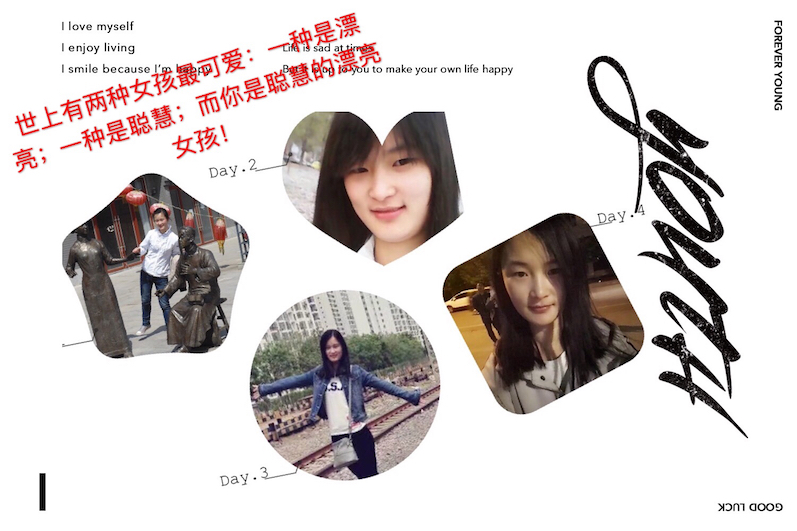 I love myself
I enjoy living
I smile because I'm happy
Life is sad at times
But it is up to you to make your own life happy
世上有两种女孩最可爱：一种是漂
亮；一种是聪慧；而你是聪慧的漂亮
女孩！
FOREVER YOUNG
youth
Day.2
Day.4
Day.3
GOOD LUCK